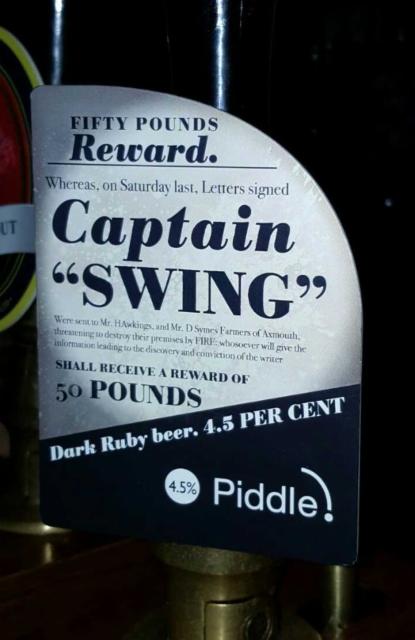 FIFTY POUNDS
Reward.
Whereas, on Saturday last, Letters signed
Captain
“SWING”
Were sent to Mr. HAwkings, and Mr. D Symes Farmers of Axmouth,
threatening to destroy their premises by FIRE; whosoever will give the
information leading to the discovery and conviction of the writer
SHALL RECEIVE A REWARD OF
50 POUNDS
Dark Ruby beer. 4.5 PER CENT
4.5% Piddle!
UT